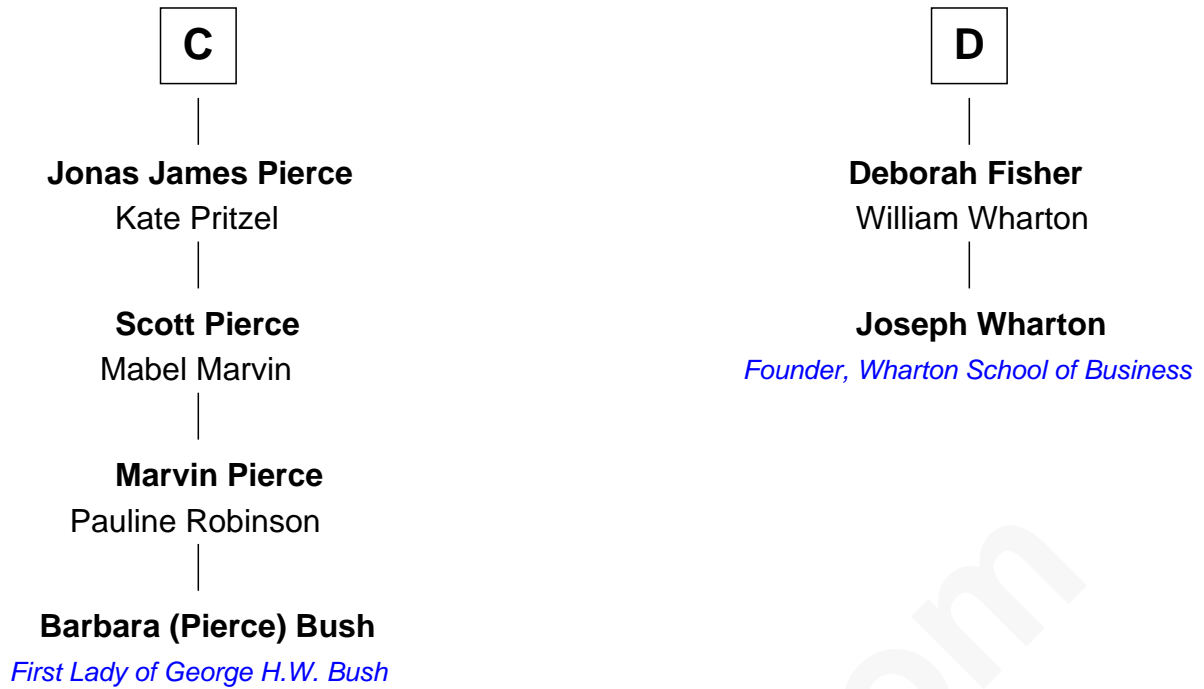 C
Jonas James Pierce
Kate Pritzel
Scott Pierce
Mabel Marvin
Marvin Pierce
Pauline Robinson
Barbara (Pierce) Bush
First Lady of George H.W. Bush
D
Deborah Fisher
William Wharton
Joseph Wharton
Founder, Wharton School of Business
om